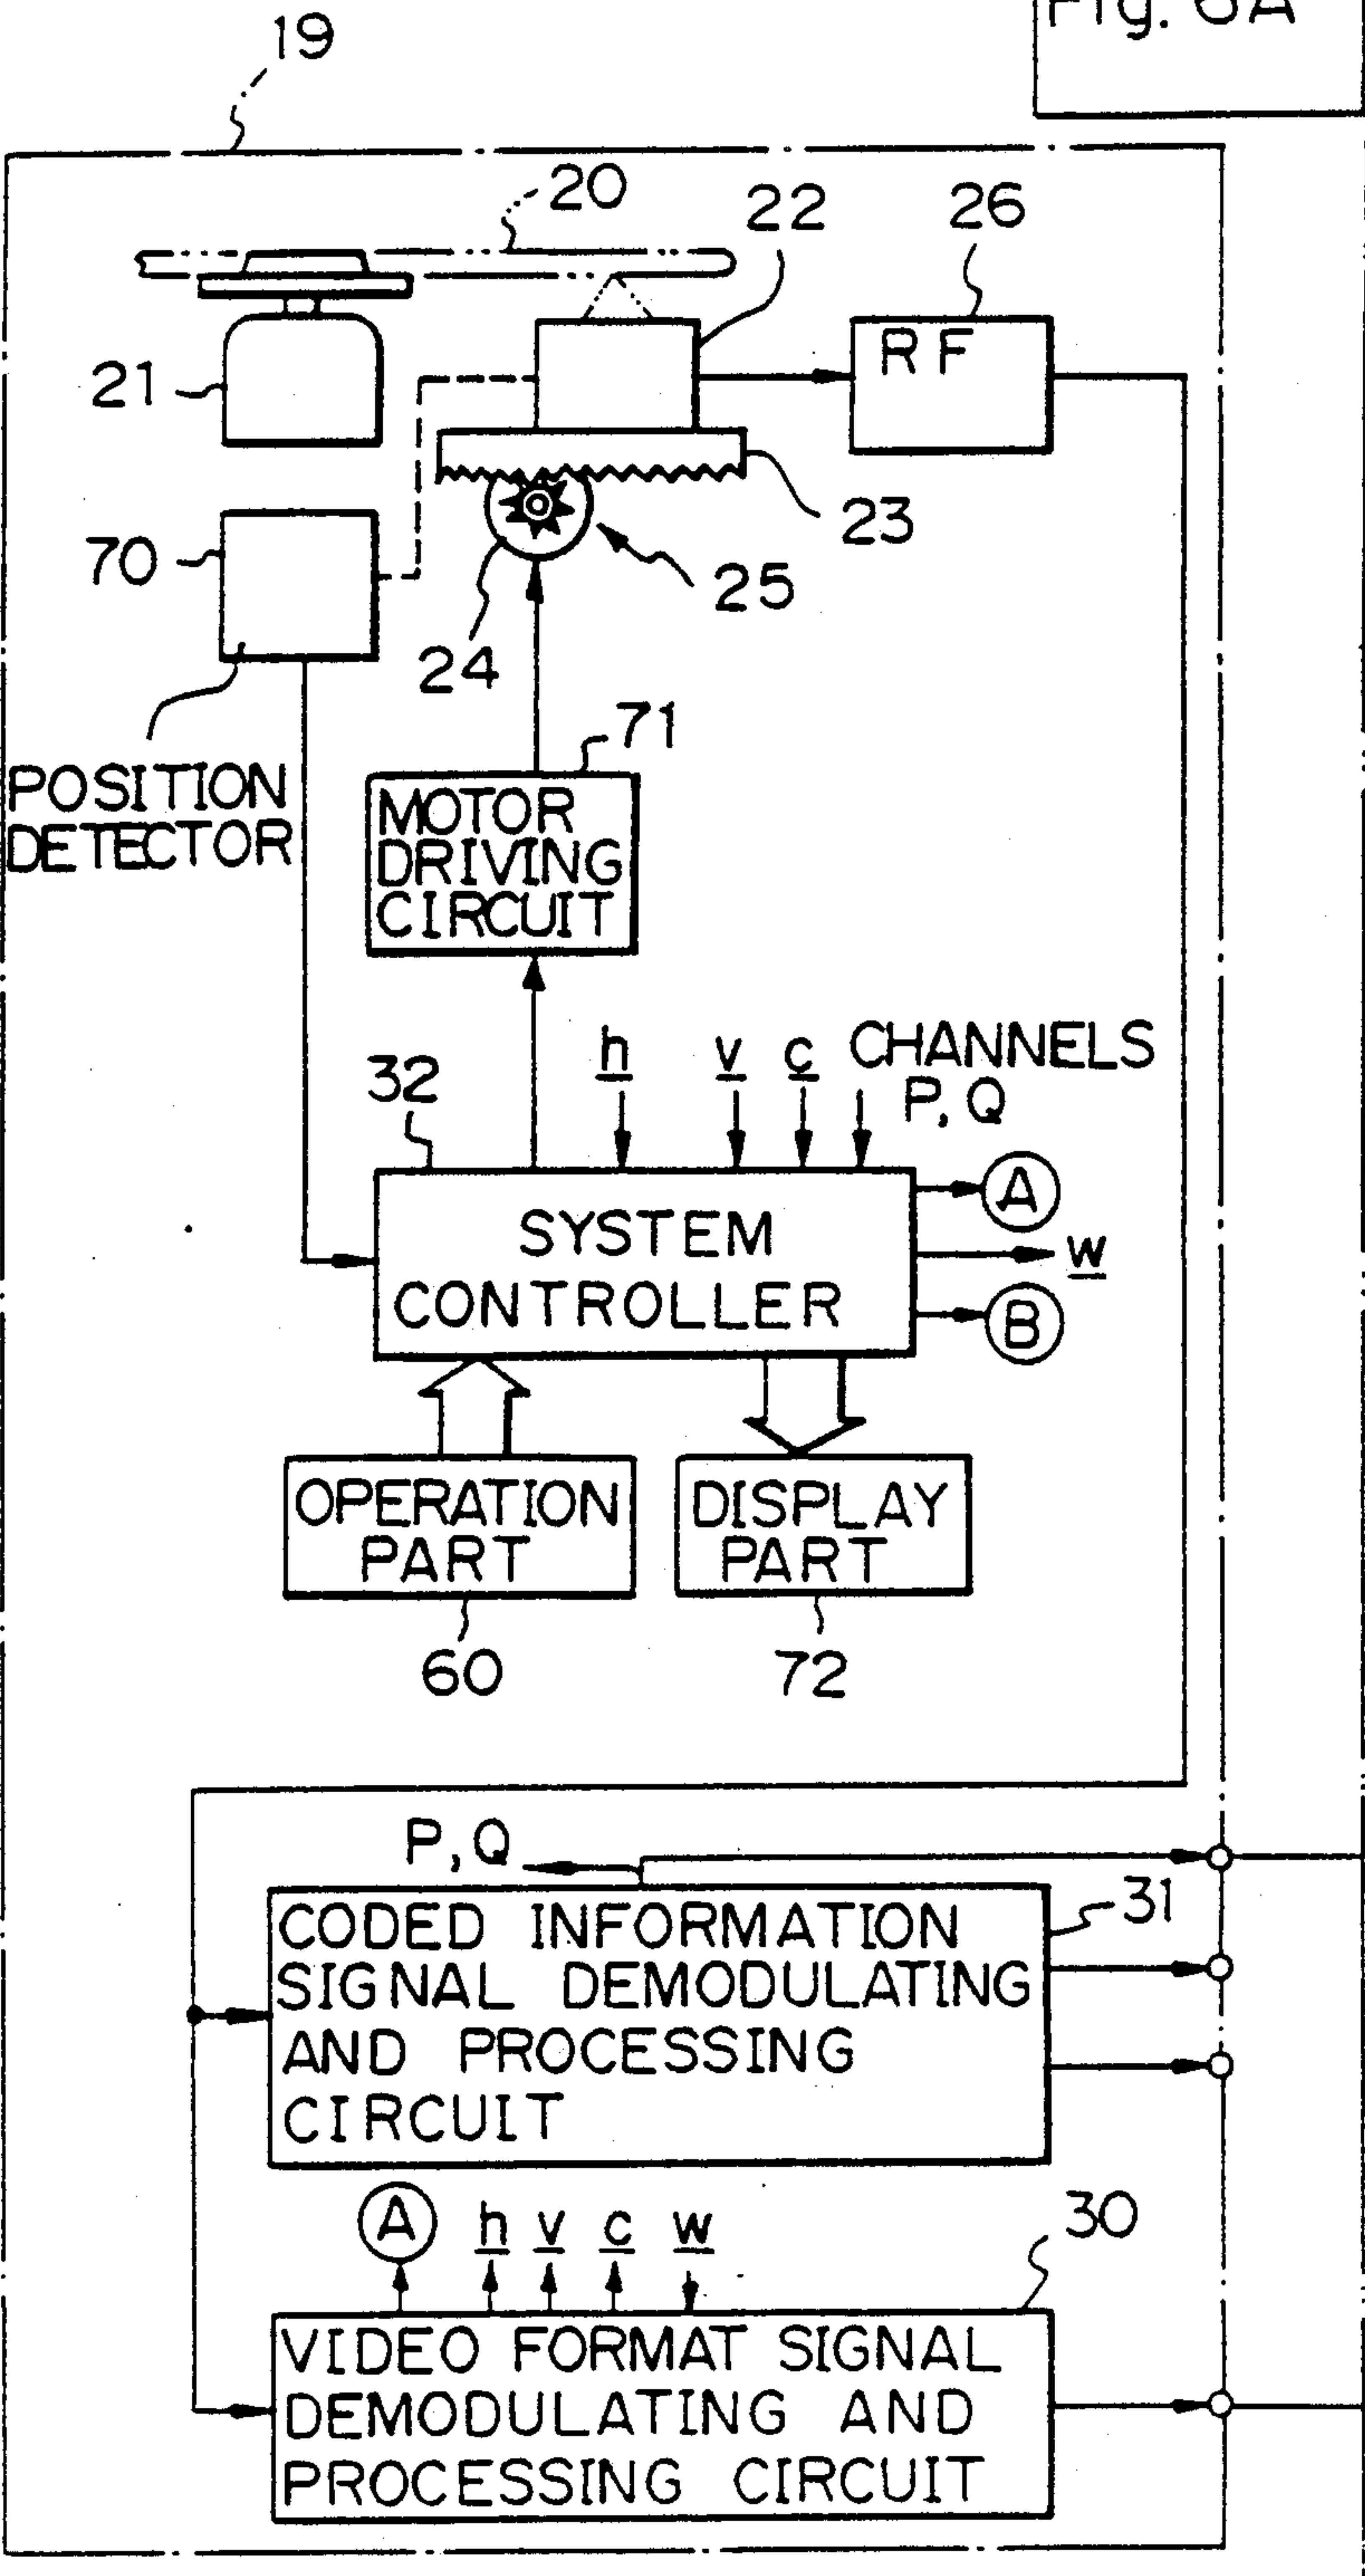 Fig. 6A
19
20
22
26
RF
21
23
70
25
24
71
POSITION
DETECTOR
MOTOR
DRIVING
CIRCUIT
32
h
v
c
CHANNELS
P, Q
A
SYSTEM
CONTROLLER
w
B
OPERATION
PART
DISPLAY
PART
60
72
P, Q
31
CODED INFORMATION
SIGNAL DEMODULATING
AND PROCESSING
CIRCUIT
A
h
v
c
w
30
VIDEO FORMAT SIGNAL
DEMODULATING AND
PROCESSING CIRCUIT